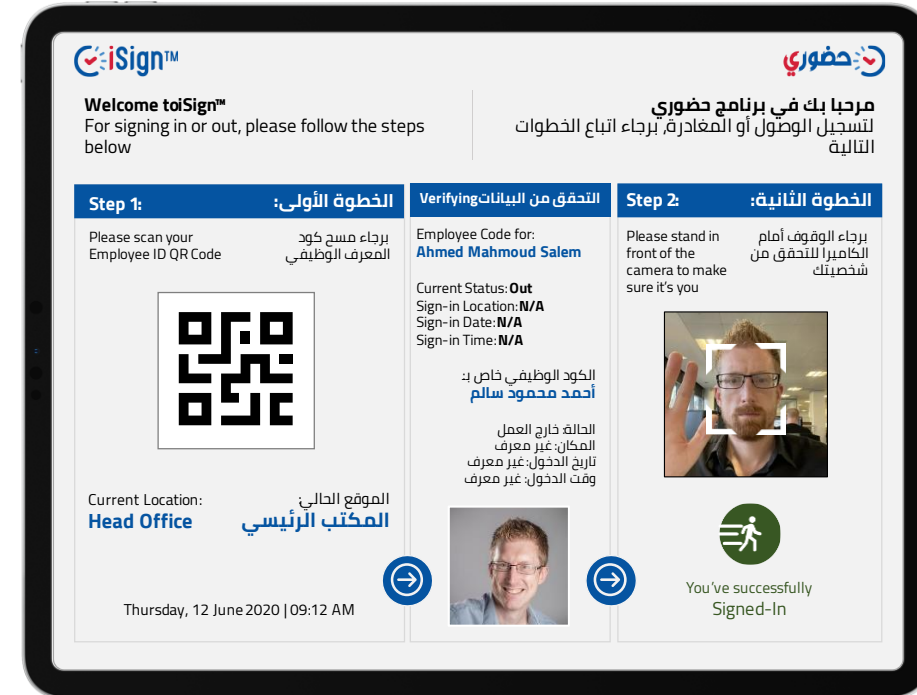 iSign™
حضوري
Welcome toiSign™
For signing in or out, please follow the steps
below
مرحبا بك في برنامج حضوري
لتسجيل الوصول أو المغادرة، برجاء اتباع الخطوات
التالية
Step 1:
الخطوة الأولى:
Please scan your
Employee ID QR Code
برجاء مسح كود
المعرف الوظيفي
Current Location:
Head Office
الموقع الحالي:
المكتب الرئيسي
Thursday, 12 June 2020 | 09:12 AM
Verifying التحقق من البيانات
Employee Code for:
Ahmed Mahmoud Salem
Current Status: Out
Sign-in Location: N/A
Sign-in Date: N/A
Sign-in Time: N/A
الكود الوظيفي خاص بـ:
أحمد محمود سالم
الحالة: خارج العمل
المكان: غير معرف
تاريخ الدخول: غير معرف
وقت الدخول: غير معرف
Step 2:
الخطوة الثانية:
Please stand in
front of the
camera to make
sure it's you
برجاء الوقوف أمام
الكاميرا للتحقق من
شخصيتك
You've successfully
Signed-In